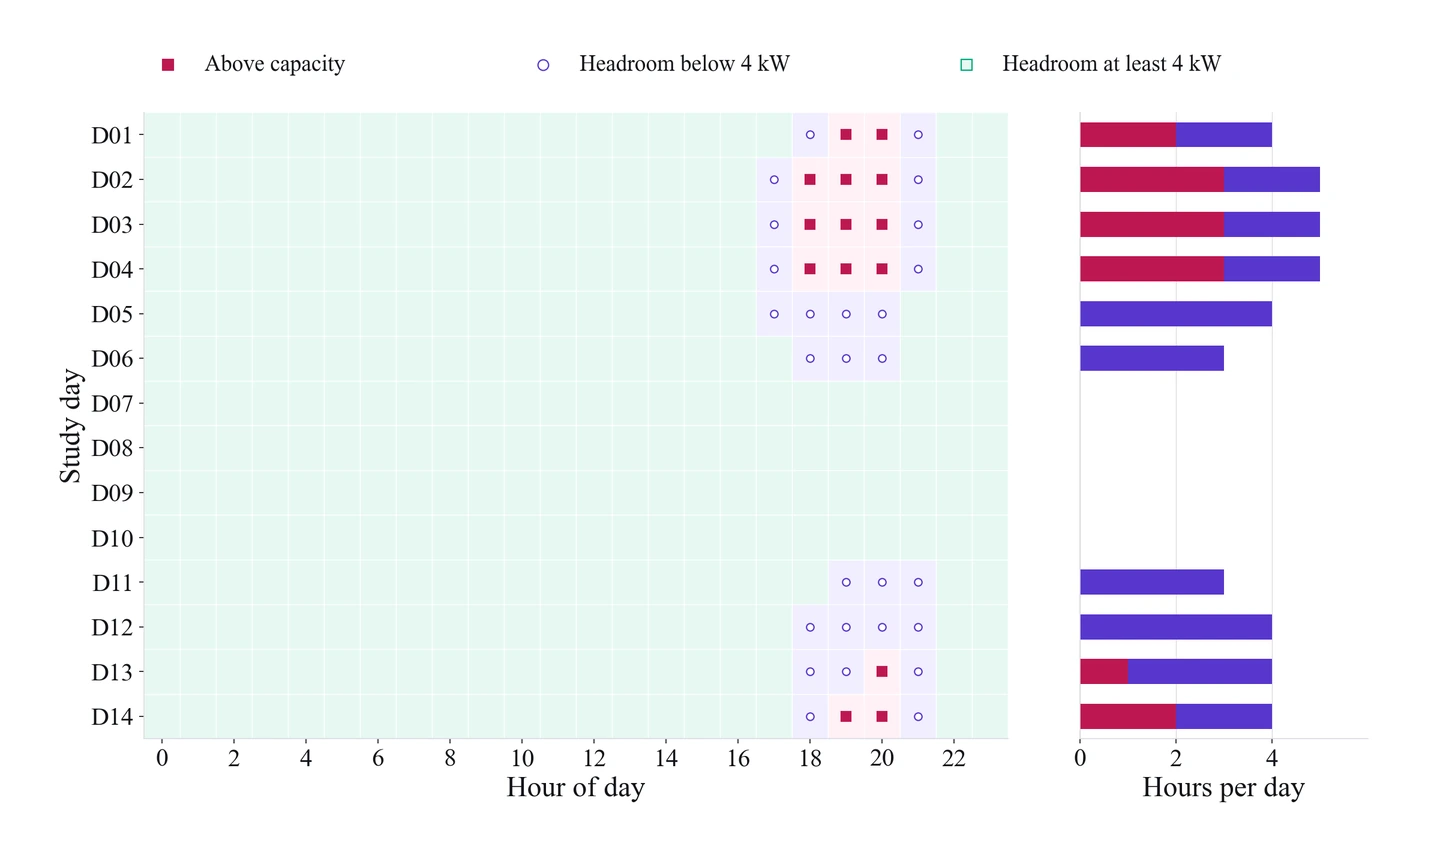 Above capacity
Headroom below 4 kW
Headroom at least 4 kW
Study day
D01
D02
D03
D04
D05
D06
D07
D08
D09
D10
D11
D12
D13
D14
0 2 4 6 8 10 12 14 16 18 20 22
Hour of day
0 2 4
Hours per day